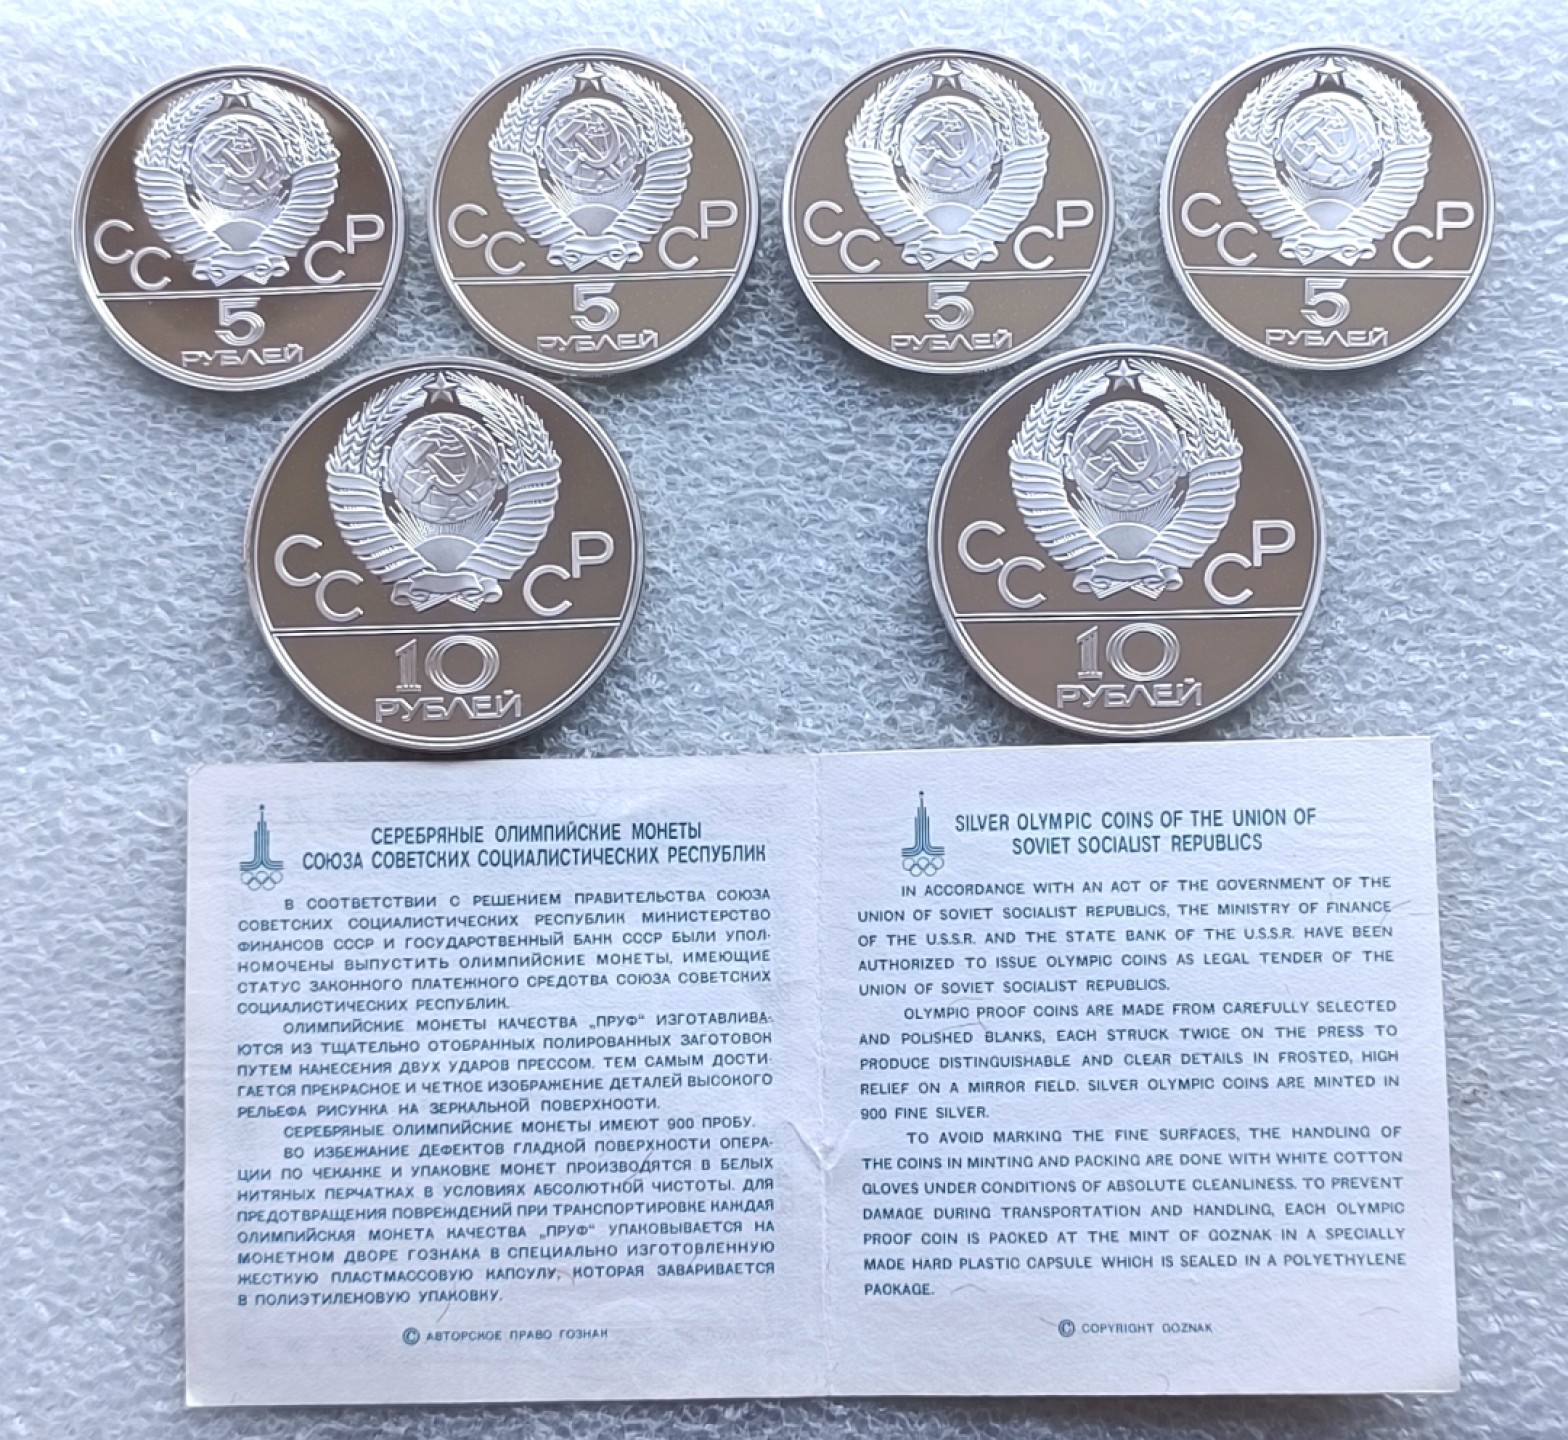 СССР
5
РУБЛЕЙ
СССР
5
РУБЛЕЙ
СССР
5
РУБЛЕЙ
СССР
5
РУБЛЕЙ
СССР
10
РУБЛЕЙ
СССР
10
РУБЛЕЙ
СЕРЕБРЯНЫЕ ОЛИМПИЙСКИЕ МОНЕТЫ
СОЮЗА СОВЕТСКИХ СОЦИАЛИСТИЧЕСКИХ РЕСПУБЛИК
В СООТВЕТСТВИИ С РЕШЕНИЕМ ПРАВИТЕЛЬСТВА СОЮЗА
СОВЕТСКИХ СОЦИАЛИСТИЧЕСКИХ РЕСПУБЛИК МИНИСТЕРСТВО
ФИНАНСОВ СССР И ГОСУДАРСТВЕННЫЙ БАНК СССР БЫЛИ УПОЛ-
НОМОЧЕНЫ ВЫПУСТИТЬ ОЛИМПИЙСКИЕ МОНЕТЫ, ИМЕЮЩИЕ
СТАТУС ЗАКОННОГО ПЛАТЕЖНОГО СРЕДСТВА СОЮЗА СОВЕТСКИХ
СОЦИАЛИСТИЧЕСКИХ РЕСПУБЛИК.
ОЛИМПИЙСКИЕ МОНЕТЫ КАЧЕСТВА „ПРУФ“ ИЗГОТАВЛИВА-
ЮТСЯ ИЗ ТЩАТЕЛЬНО ОТОБРАННЫХ ПОЛИРОВАННЫХ ЗАГОТОВОК
ПУТЕМ НАНЕСЕНИЯ ДВУХ УДАРОВ ПРЕССОМ. ТЕМ САМЫМ ДОСТИ-
ГАЕТСЯ ПРЕКРАСНОЕ И ЧЕТКОЕ ИЗОБРАЖЕНИЕ ДЕТАЛЕЙ ВЫСОКОГО
РЕЛЬЕФА РИСУНКА НА ЗЕРКАЛЬНОЙ ПОВЕРХНОСТИ.
СЕРЕБРЯНЫЕ ОЛИМПИЙСКИЕ МОНЕТЫ ИМЕЮТ 900 ПРОБУ.
ВО ИЗБЕЖАНИЕ ДЕФЕКТОВ ГЛАДКОЙ ПОВЕРХНОСТИ ОПЕРА-
ЦИИ ПО ЧЕКАНКЕ И УПАКОВКЕ МОНЕТ ПРОИЗВОДЯТСЯ В БЕЛЫХ
НИТЯНЫХ ПЕРЧАТКАХ В УСЛОВИЯХ АБСОЛЮТНОЙ ЧИСТОТЫ. ДЛЯ
ПРЕДОТВРАЩЕНИЯ ПОВРЕЖДЕНИЙ ПРИ ТРАНСПОРТИРОВКЕ КАЖДАЯ
ОЛИМПИЙСКАЯ МОНЕТА КАЧЕСТВА „ПРУФ“ УПАКОВЫВАЕТСЯ НА
МОНЕТНОМ ДВОРЕ ГОЗНАКА В СПЕЦИАЛЬНО ИЗГОТОВЛЕННУЮ
ЖЕСТКУЮ ПЛАСТМАССОВУЮ КАПСУЛУ, КОТОРАЯ ЗАВАРИВАЕТСЯ
В ПОЛИЭТИЛЕНОВУЮ УПАКОВКУ.
© АВТОРСКОЕ ПРАВО ГОЗНАК
SILVER OLYMPIC COINS OF THE UNION OF
SOVIET SOCIALIST REPUBLICS
IN ACCORDANCE WITH AN ACT OF THE GOVERNMENT OF THE
UNION OF SOVIET SOCIALIST REPUBLICS, THE MINISTRY OF FINANCE
OF THE U.S.S.R. AND THE STATE BANK OF THE U.S.S.R. HAVE BEEN
AUTHORIZED TO ISSUE OLYMPIC COINS AS LEGAL TENDER OF THE
UNION OF SOVIET SOCIALIST REPUBLICS.
OLYMPIC PROOF COINS ARE MADE FROM CAREFULLY SELECTED
AND POLISHED BLANKS, EACH STRUCK TWICE ON THE PRESS TO
PRODUCE DISTINGUISHABLE AND CLEAR DETAILS IN FROSTED, HIGH
RELIEF ON A MIRROR FIELD. SILVER OLYMPIC COINS ARE MINTED IN
900 FINE SILVER.
TO AVOID MARKING THE FINE SURFACES, THE HANDLING OF
THE COINS IN MINTING AND PACKING ARE DONE WITH WHITE COTTON
GLOVES UNDER CONDITIONS OF ABSOLUTE CLEANLINESS. TO PREVENT
DAMAGE DURING TRANSPORTATION AND HANDLING, EACH OLYMPIC
PROOF COIN IS PACKED AT THE MINT OF GOZNAK IN A SPECIALLY
MADE HARD PLASTIC CAPSULE WHICH IS SEALED IN A POLYETHYLENE
PACKAGE.
© COPYRIGHT GOZNAK